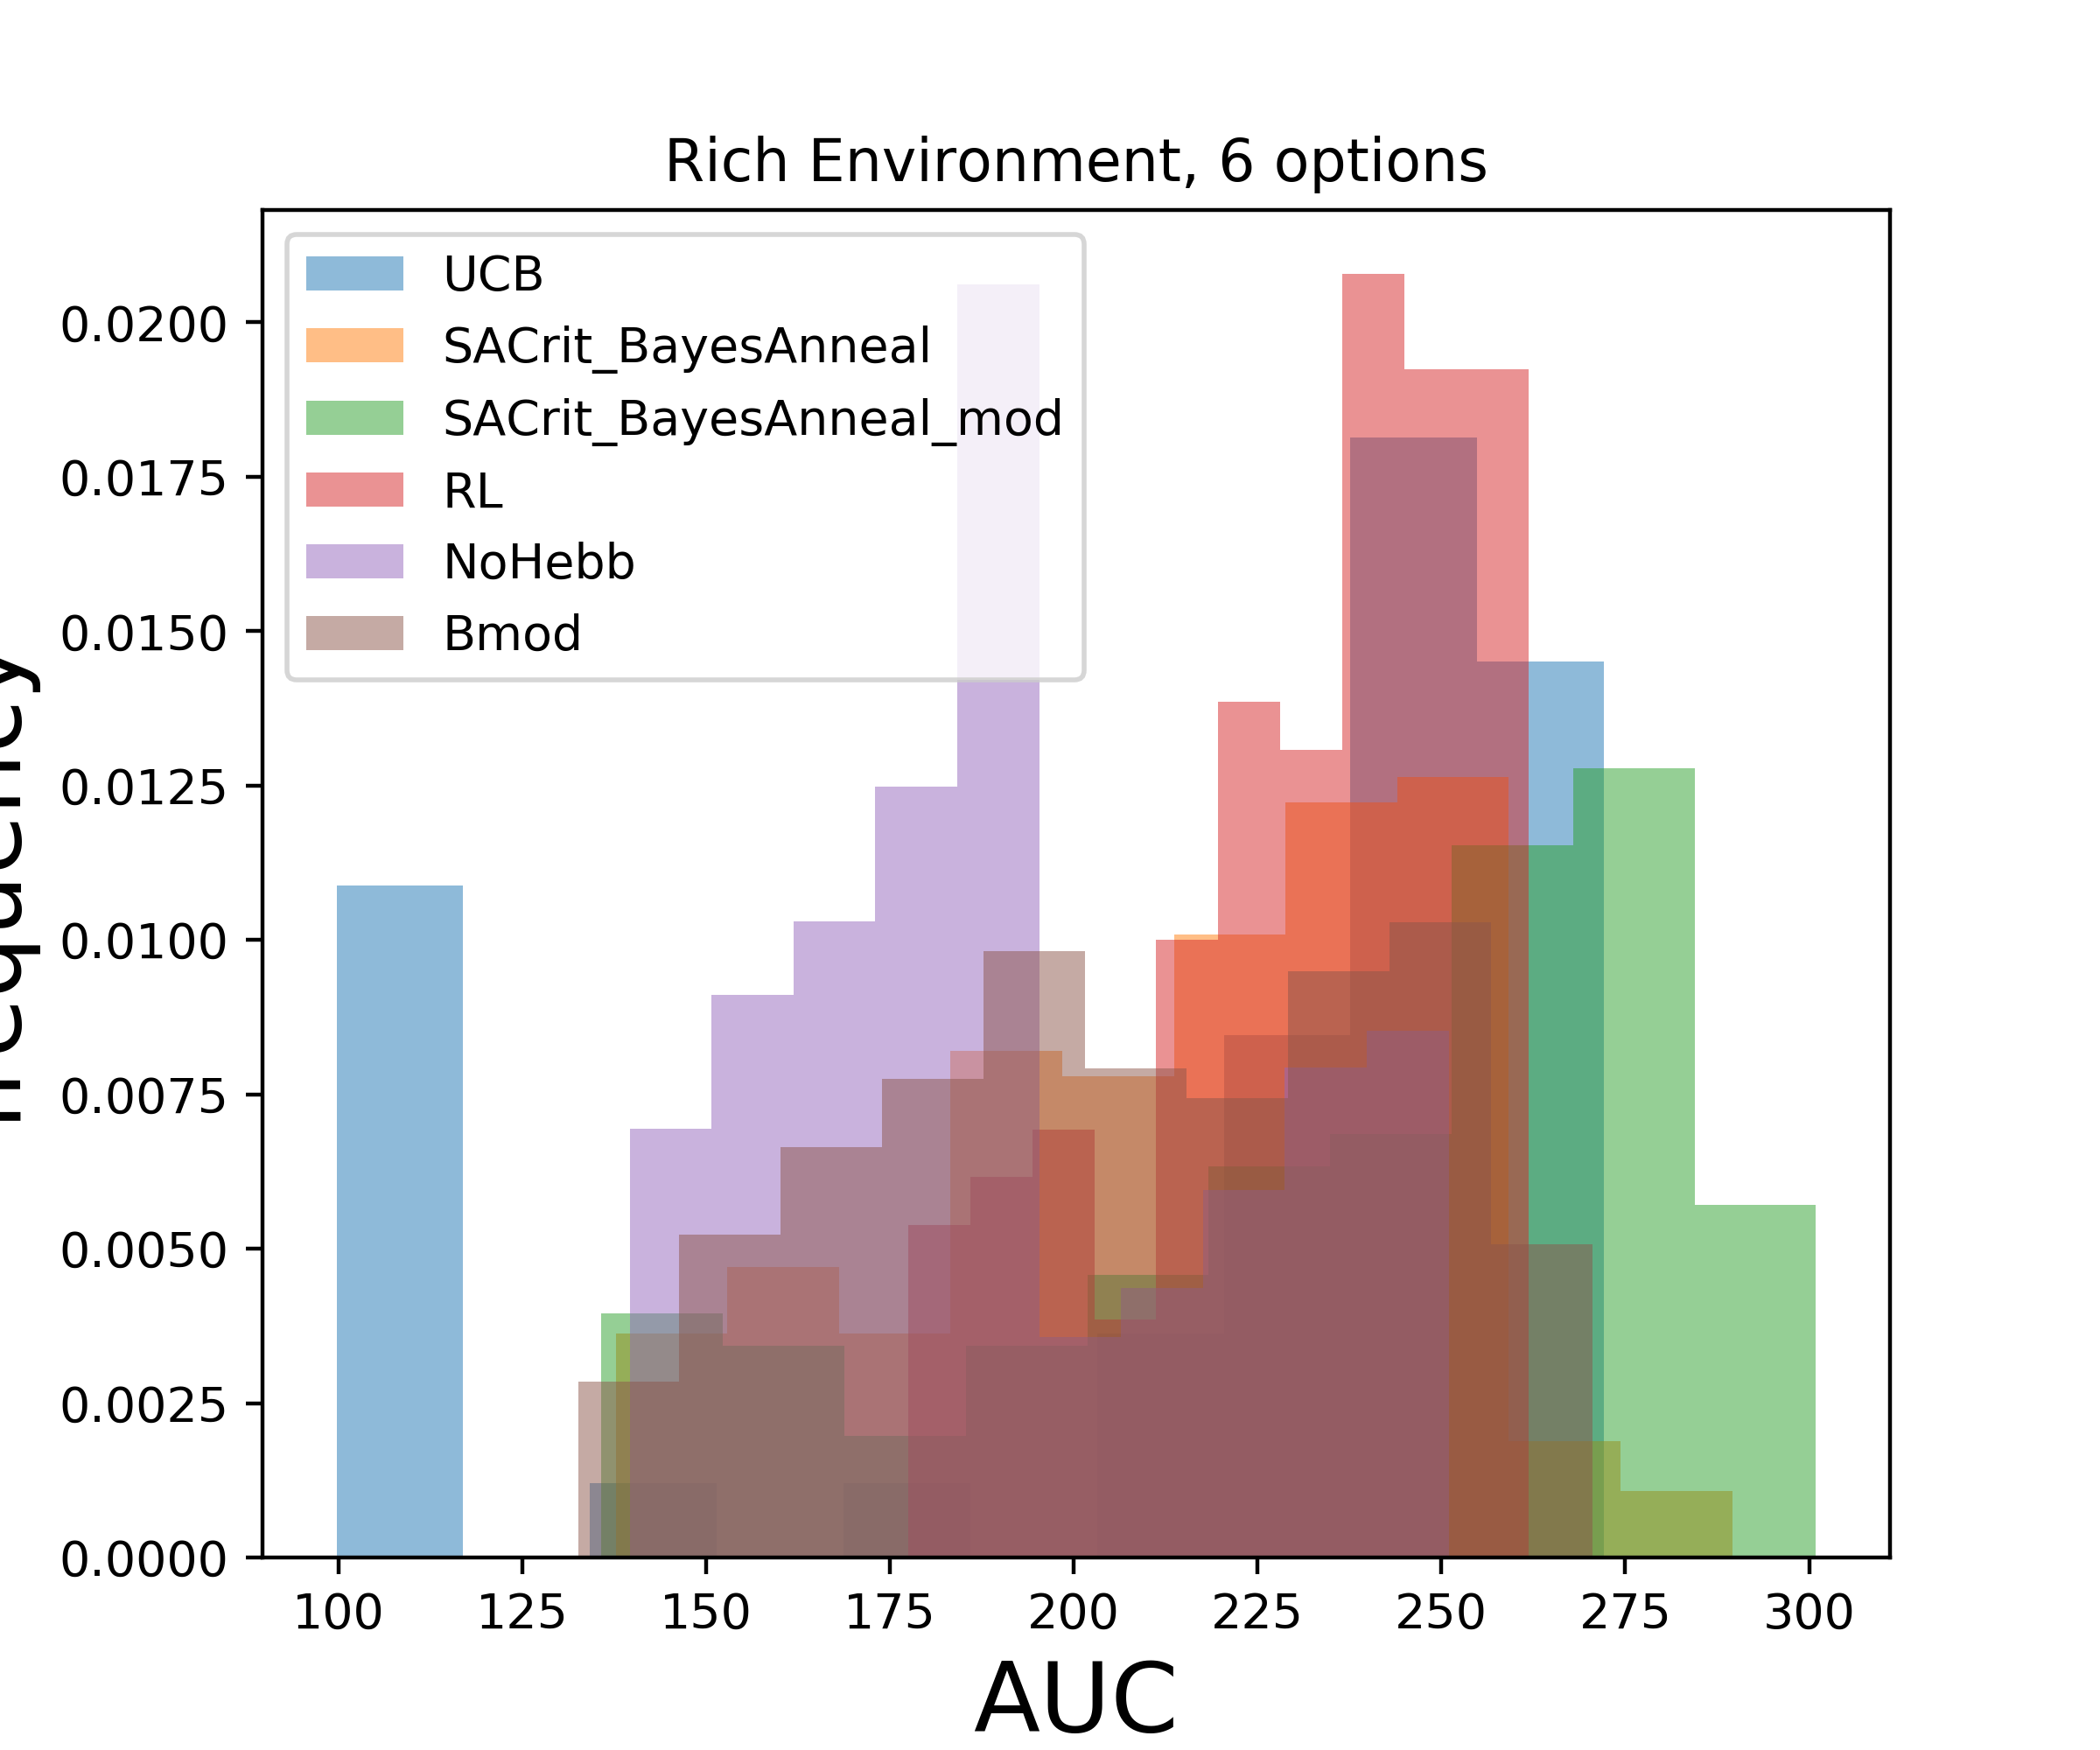 Rich Environment, 6 options
UCB
SACrit_BayesAnneal
SACrit_BayesAnneal_mod
RL
NoHebb
Bmod
0.0200
0.0175
0.0150
0.0125
0.0100
0.0075
0.0050
0.0025
0.0000
100 125 150 175 200 225 250 275 300
AUC